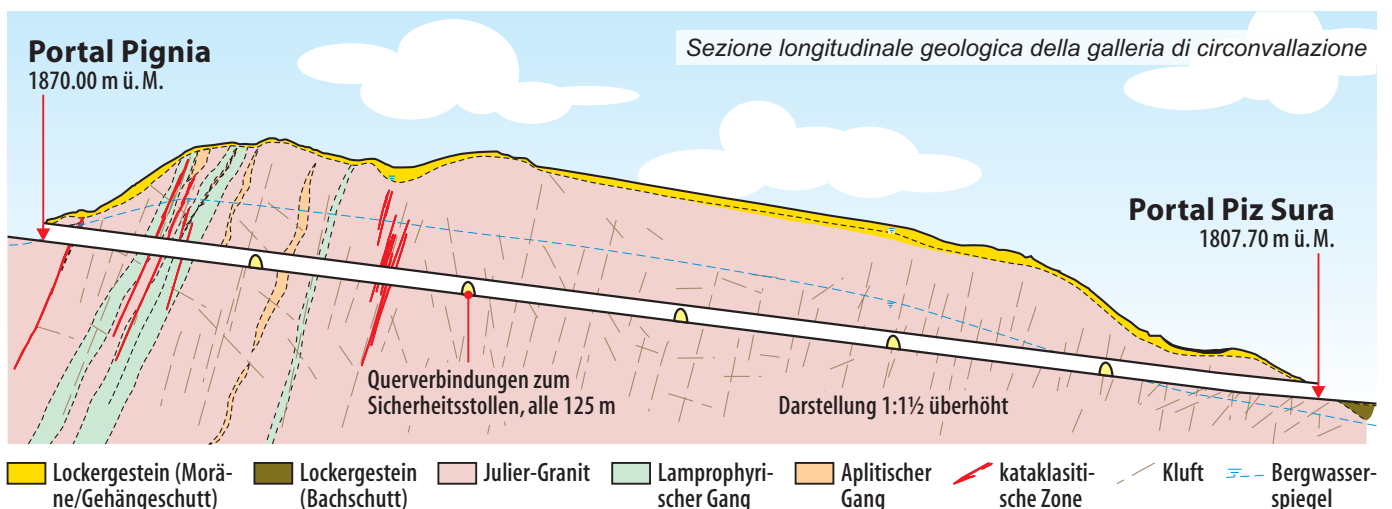 Portal Pignia
1870.00 m ü. M.
Sezione longitudinale geologica della galleria di circonvallazione
Portal Piz Sura
1807.70 m ü. M.
Querverbindungen zum
Sicherheitsstollen, alle 125 m
Darstellung 1:1½ überhöht
Lockergestein (Morä-
ne/Gehängeschutt)
Lockergestein
(Bachschutt)
Julier-Granit
Lamprophyri-
scher Gang
Aplitischer
Gang
kataklasiti-
sche Zone
Kluft
Bergwasser-
spiegel